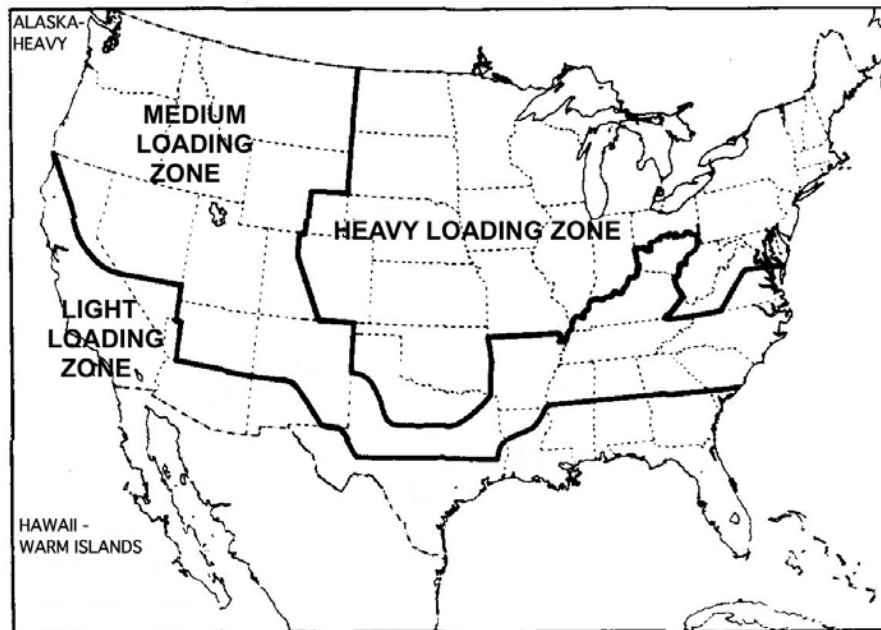 ALASKA-
HEAVY
MEDIUM
LOADING
ZONE
HEAVY LOADING ZONE
LIGHT
LOADING
ZONE
HAWAII -
WARM ISLANDS